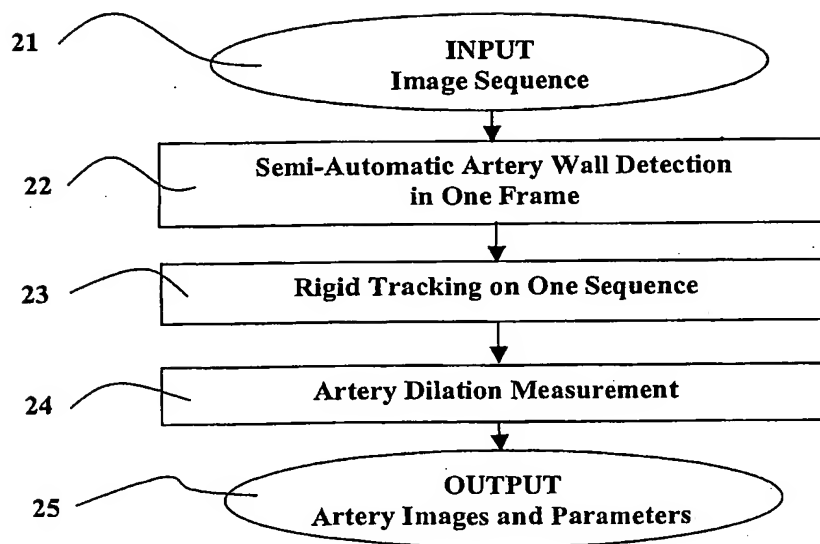 21
INPUT
Image Sequence
22
Semi-Automatic Artery Wall Detection
in One Frame
23
Rigid Tracking on One Sequence
24
Artery Dilation Measurement
25
OUTPUT
Artery Images and Parameters